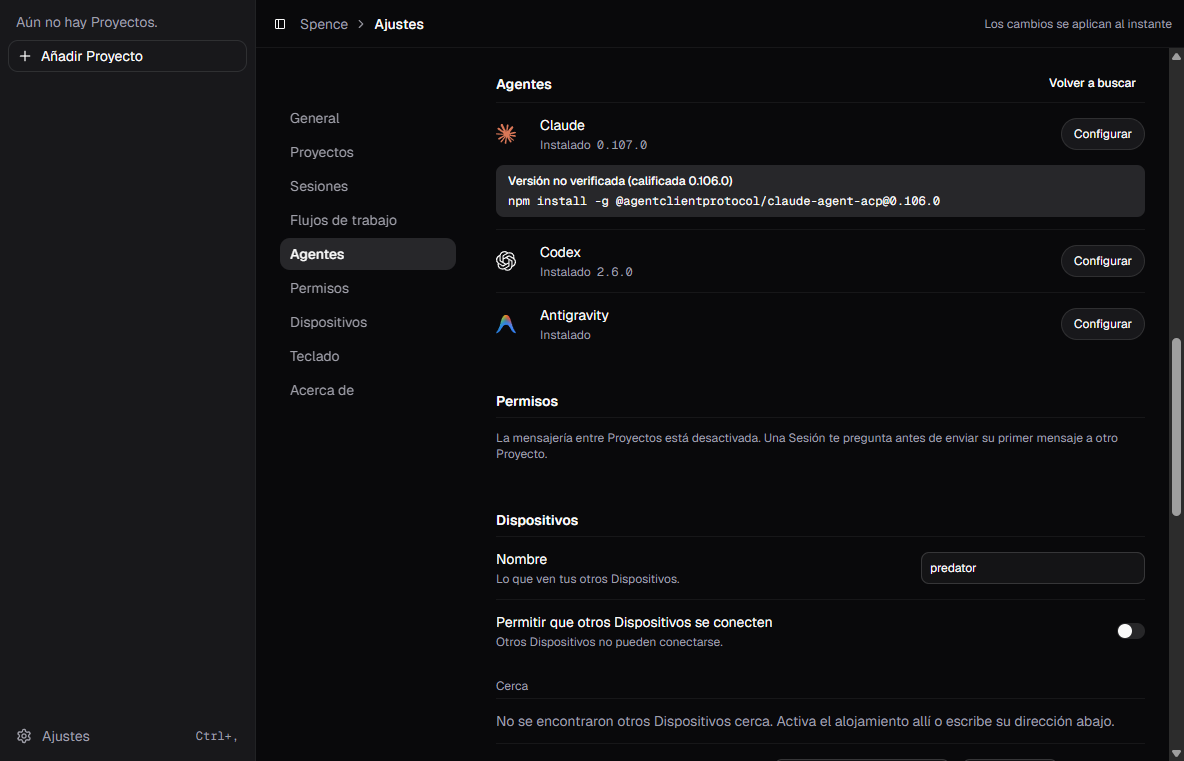 Aún no hay Proyectos.
Añadir Proyecto
Spence > Ajustes
Los cambios se aplican al instante
General
Proyectos
Sesiones
Flujos de trabajo
Agentes
Permisos
Dispositivos
Teclado
Acerca de
Agentes
Volver a buscar
Claude
Instalado 0.107.0
Configurar
Versión no verificada (calificada 0.106.0)
npm install -g @agentclientprotocol/claude-agent-acp@0.106.0
Codex
Instalado 2.6.0
Configurar
Antigravity
Instalado
Configurar
Permisos
La mensajería entre Proyectos está desactivada. Una Sesión te pregunta antes de enviar su primer mensaje a otro
Proyecto.
Dispositivos
Nombre
Lo que ven tus otros Dispositivos.
predator
Permitir que otros Dispositivos se conecten
Otros Dispositivos no pueden conectarse.
Cerca
No se encontraron otros Dispositivos cerca. Activa el alojamiento allí o escribe su dirección abajo.
Ajustes
Ctrl+,